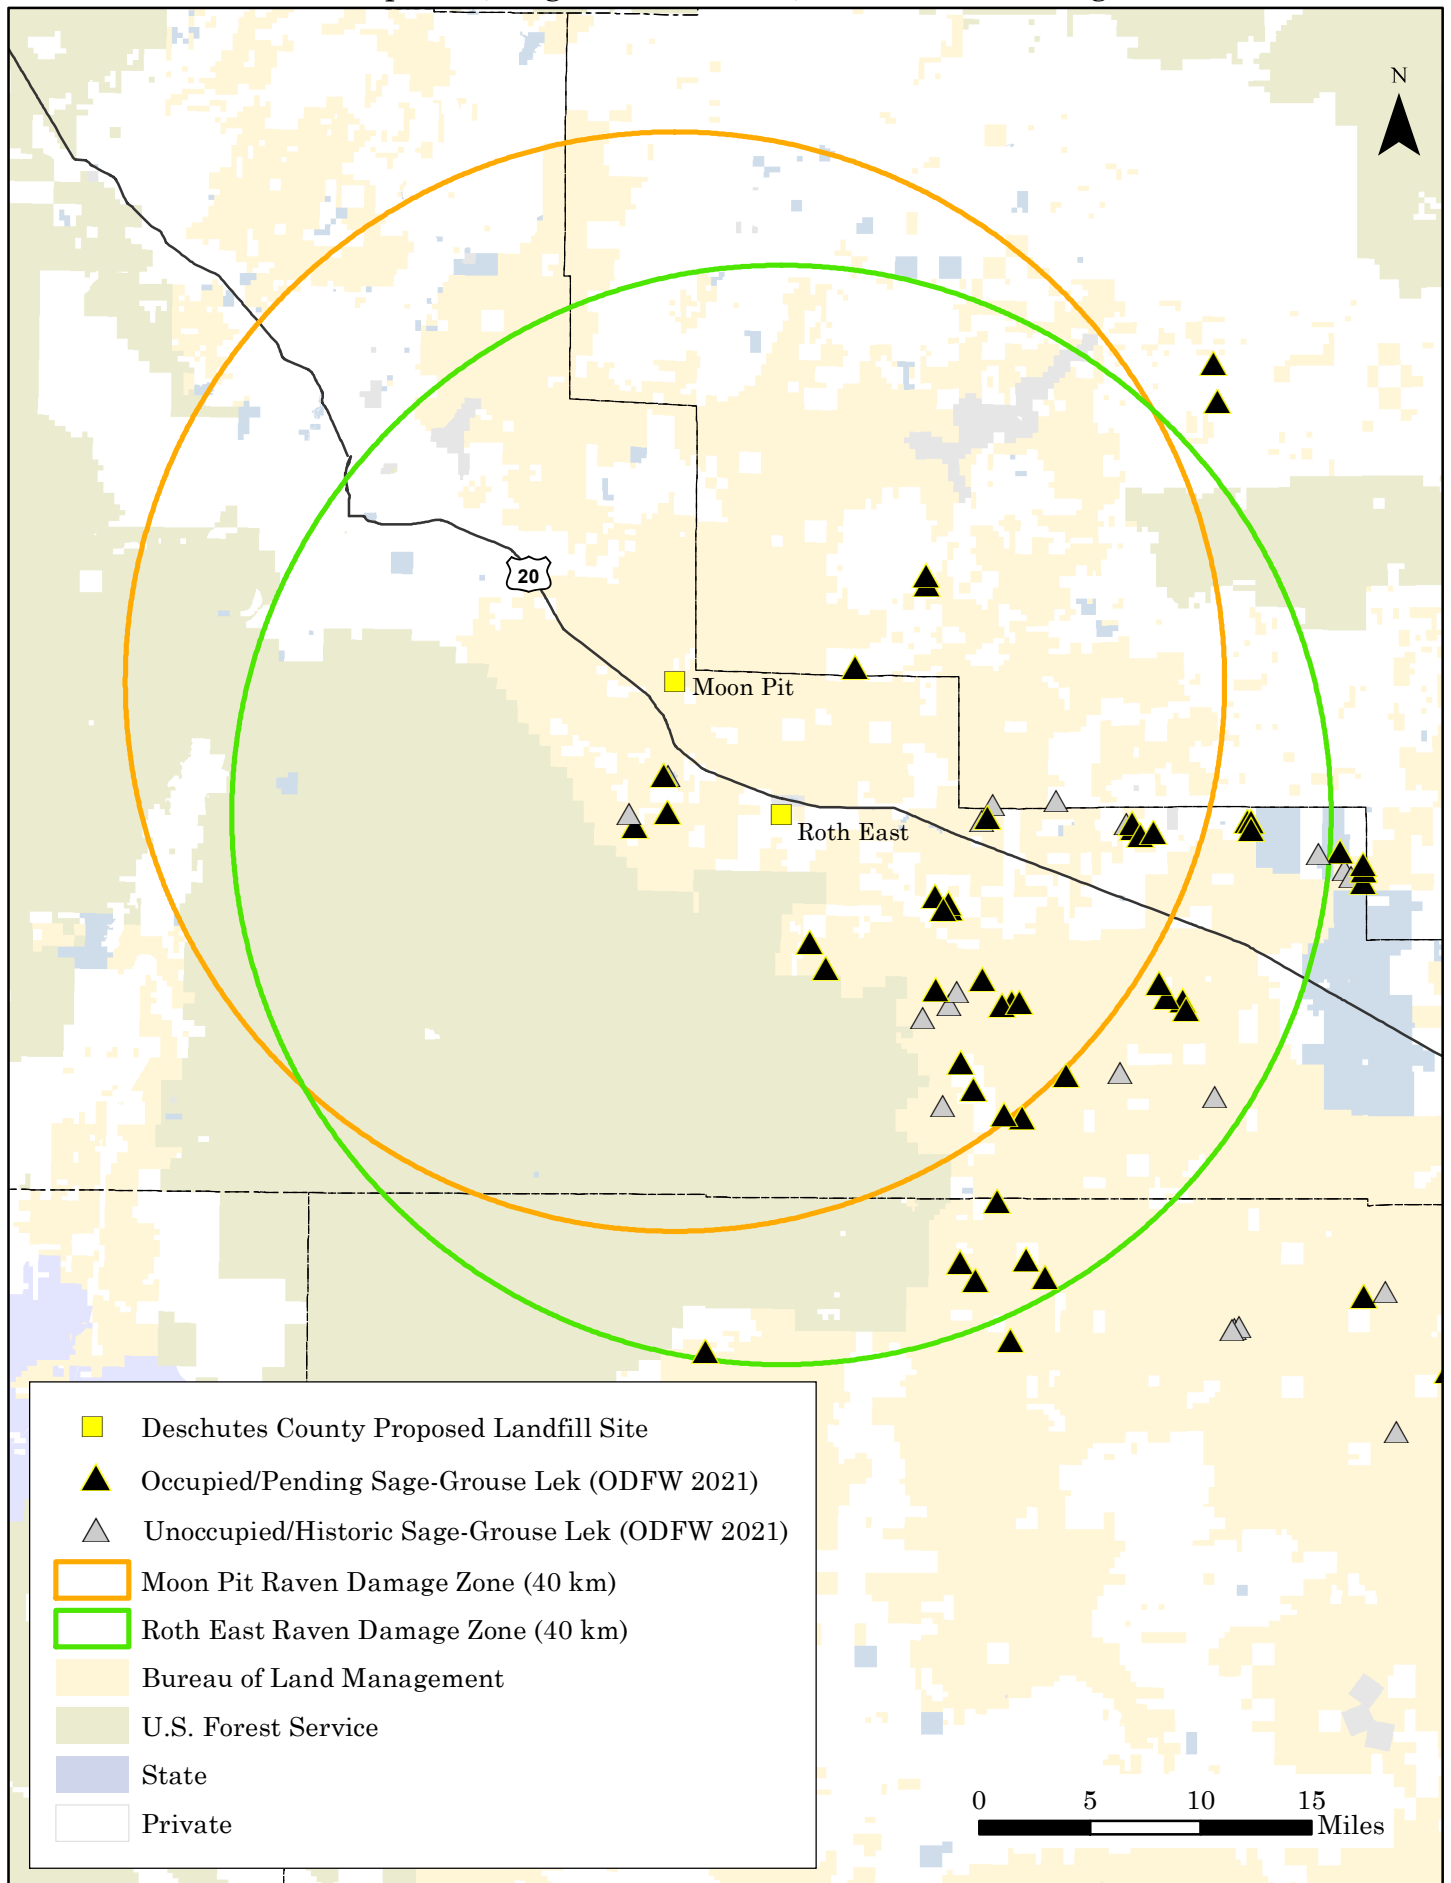 N
20
Moon Pit
Roth East
Deschutes County Proposed Landfill Site
Occupied/Pending Sage-Grouse Lek (ODFW 2021)
Unoccupied/Historic Sage-Grouse Lek (ODFW 2021)
Moon Pit Raven Damage Zone (40 km)
Roth East Raven Damage Zone (40 km)
Bureau of Land Management
U.S. Forest Service
State
Private
0 5 10 15
Miles